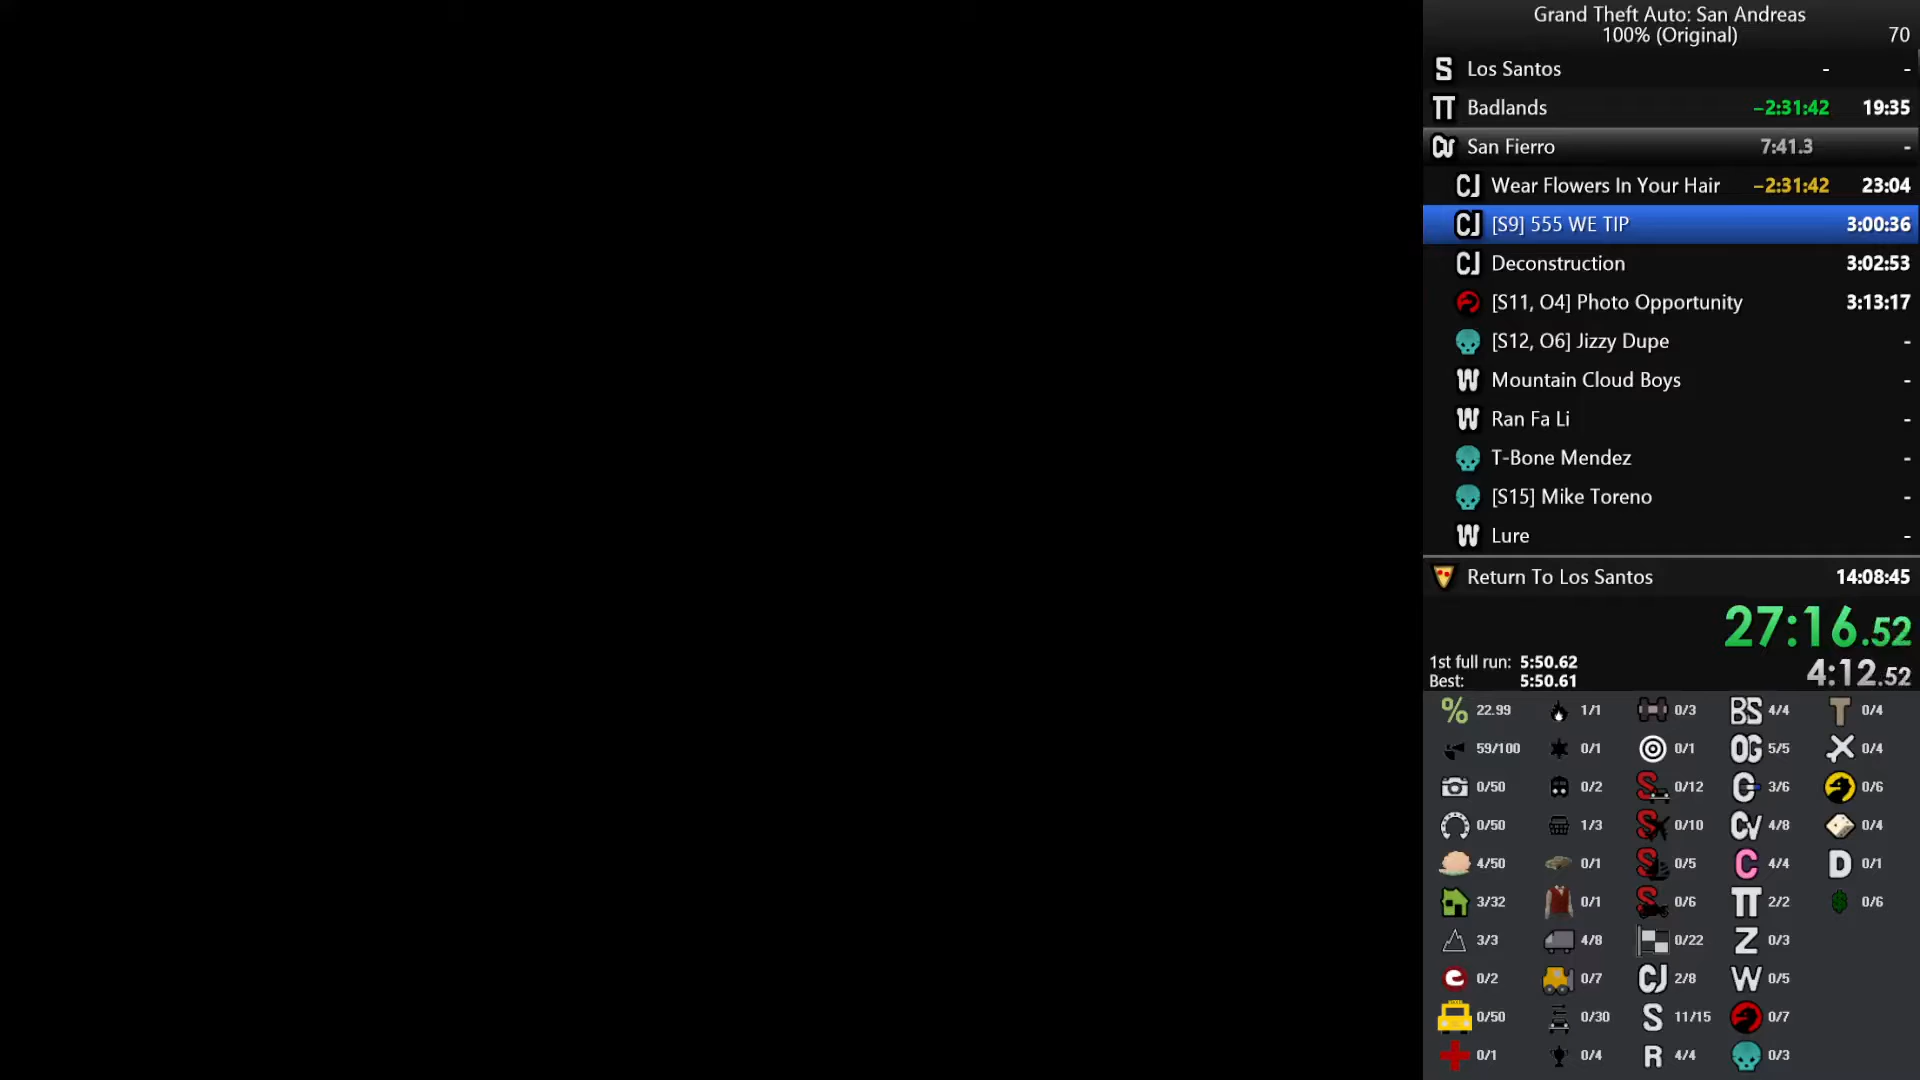 Grand Theft Auto: San Andreas
100% (Original) 70
S Los Santos - -
Badlands −2:31:42 19:35
San Fierro 7:41.3 -
CJ Wear Flowers In Your Hair −2:31:42 23:04
CJ [S9] 555 WE TIP 3:00:36
CJ Deconstruction 3:02:53
[S11, O4] Photo Opportunity 3:13:17
[S12, O6] Jizzy Dupe -
W Mountain Cloud Boys -
W Ran Fa Li -
T-Bone Mendez -
[S15] Mike Toreno -
W Lure -
Return To Los Santos 14:08:45
27:16.52
1st full run: 5:50.62 4:12.52
Best: 5:50.61
% 22.99 1/1 0/3 BS 4/4 T 0/4
59/100 0/1 0/1 OG 5/5 0/4
0/50 0/2 S 0/12 C 3/6 0/6
0/50 1/3 S 0/10 CV 4/8 0/4
4/50 0/1 S 0/5 C 4/4 D 0/1
3/32 0/1 S 0/6 2/2 0/6
3/3 4/8 0/22 Z 0/3
0/2 0/7 CJ 2/8 W 0/5
0/50 0/30 S 11/15 0/7
0/1 0/4 R 4/4 0/3